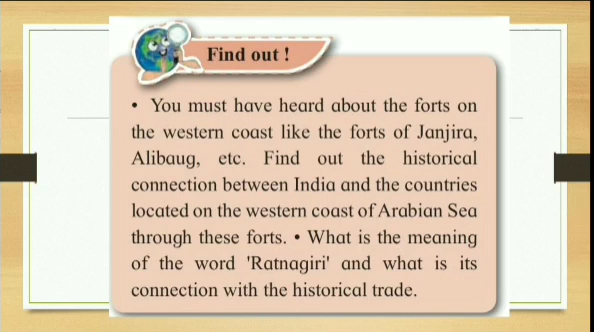 Find out !
• You must have heard about the forts on
the western coast like the forts of Janjira,
Alibaug, etc. Find out the historical
connection between India and the countries
located on the western coast of Arabian Sea
through these forts. • What is the meaning
of the word 'Ratnagiri' and what is its
connection with the historical trade.